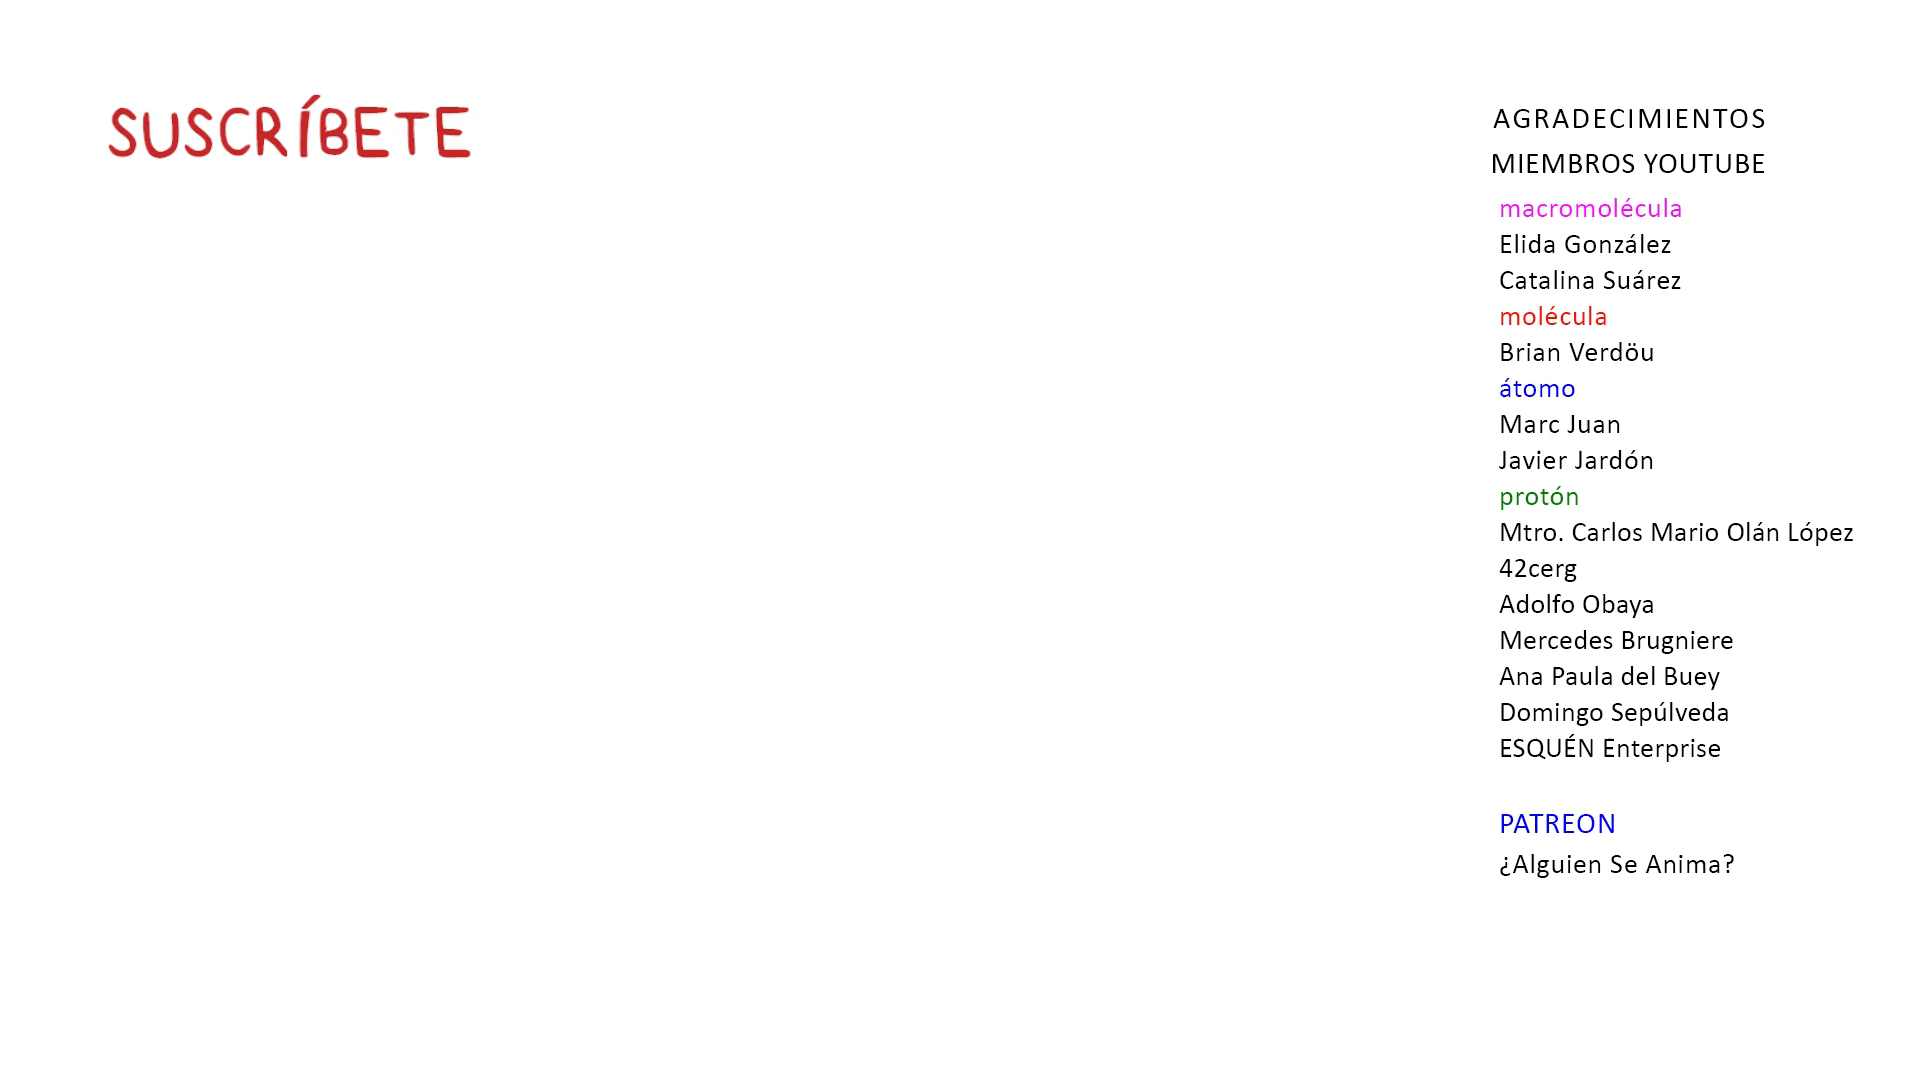 SUSCRÍBETE
AGRADECIMIENTOS
MIEMBROS YOUTUBE
macromolécula
Elida González
Catalina Suárez
molécula
Brian Verdöu
átomo
Marc Juan
Javier Jardón
protón
Mtro. Carlos Mario Olán López
42cerg
Adolfo Obaya
Mercedes Brugniere
Ana Paula del Buey
Domingo Sepúlveda
ESQUÉN Enterprise
PATREON
¿Alguien Se Anima?